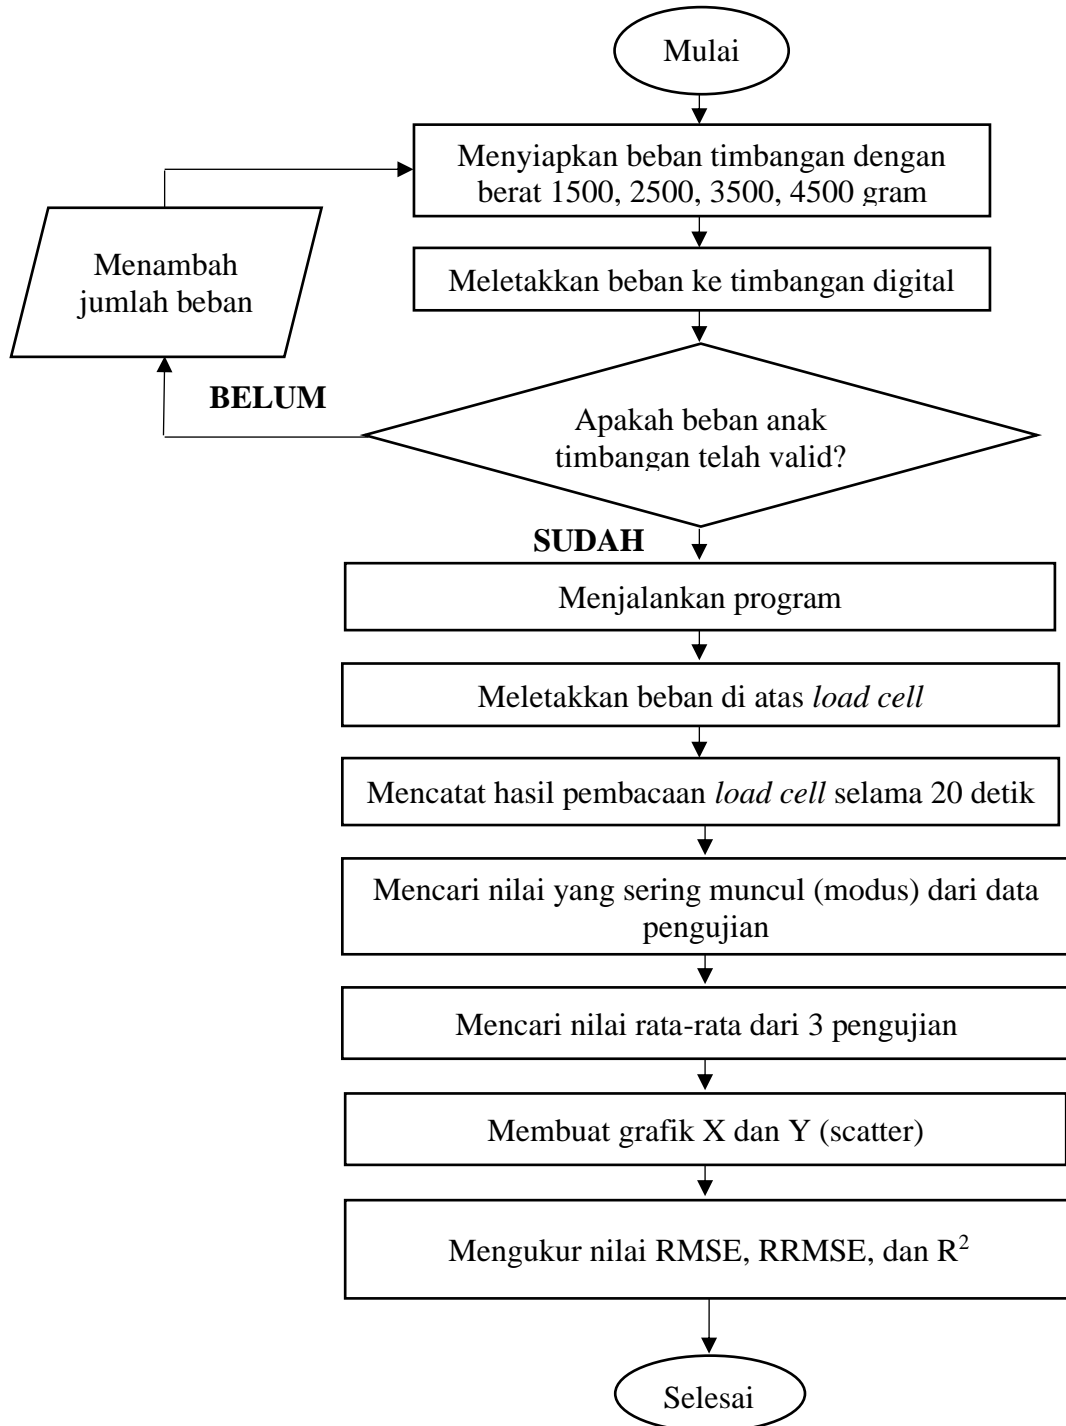 Mulai
Menyiapkan beban timbangan dengan
berat 1500, 2500, 3500, 4500 gram
Menambah
jumlah beban
Meletakkan beban ke timbangan digital
BELUM
Apakah beban anak
timbangan telah valid?
SUDAH
Menjalankan program
Meletakkan beban di atas load cell
Mencatat hasil pembacaan load cell selama 20 detik
Mencari nilai yang sering muncul (modus) dari data
pengujian
Mencari nilai rata-rata dari 3 pengujian
Membuat grafik X dan Y (scatter)
Mengukur nilai RMSE, RRMSE, dan R²
Selesai